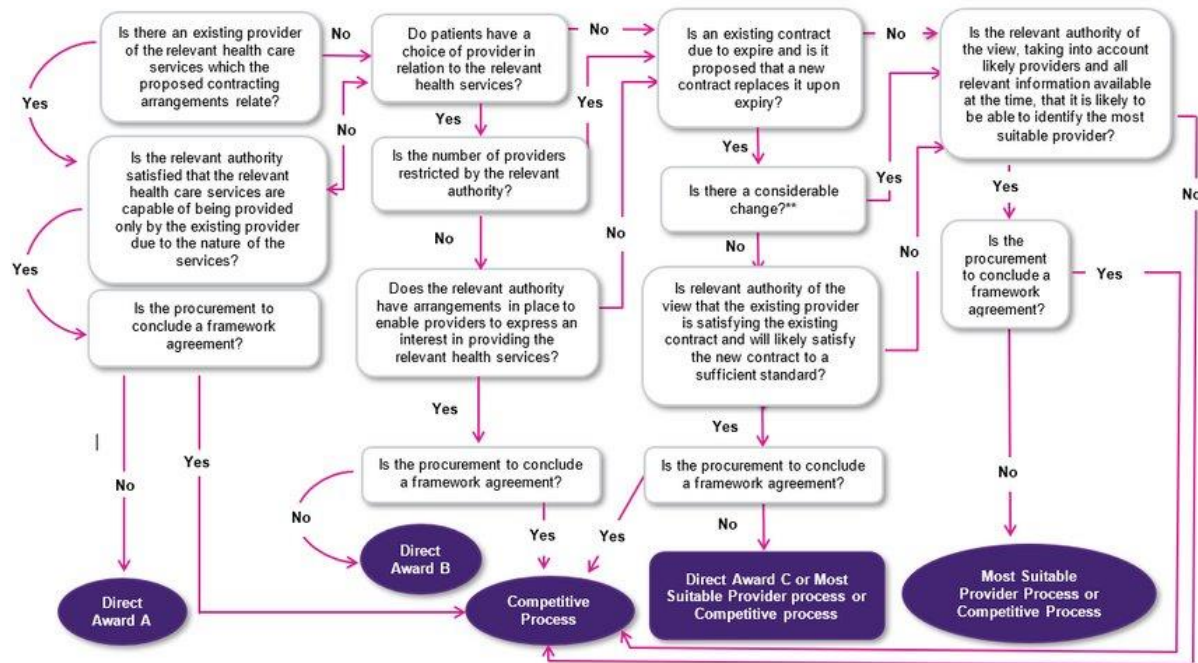 Is there an existing provider
of the relevant health care
services which the
proposed contracting
arrangements relate?
No
Yes
Is the relevant authority
satisfied that the relevant
health care services are
capable of being provided
only by the existing provider
due to the nature of the
services?
No
Yes
Is the procurement to
conclude a framework
agreement?
No
Yes
Direct
Award A
Do patients have a
choice of provider in
relation to the relevant
health services?
No
Yes
Is the number of providers
restricted by the relevant
authority?
Yes
No
Does the relevant authority
have arrangements in place to
enable providers to express an
interest in providing the
relevant health services?
No
Yes
Is the procurement to conclude
a framework agreement?
No
Yes
Direct
Award B
Competitive
Process
Is an existing contract
due to expire and is it
proposed that a new
contract replaces it upon
expiry?
No
Yes
Is there a considerable
change?**
Yes
No
Is relevant authority of the
view that the existing provider
is satisfying the existing
contract and will likely satisfy
the new contract to a
sufficient standard?
No
Yes
Is the procurement to conclude
a framework agreement?
Yes
No
Direct Award C or Most
Suitable Provider process or
Competitive process
Is the relevant authority
of the view, taking into account
likely providers and all
relevant information available
at the time, that it is likely to
be able to identify the most
suitable provider?
Yes
No
Is the
procurement
to conclude a
framework
agreement?
Yes
No
Most Suitable
Provider Process or
Competitive Process